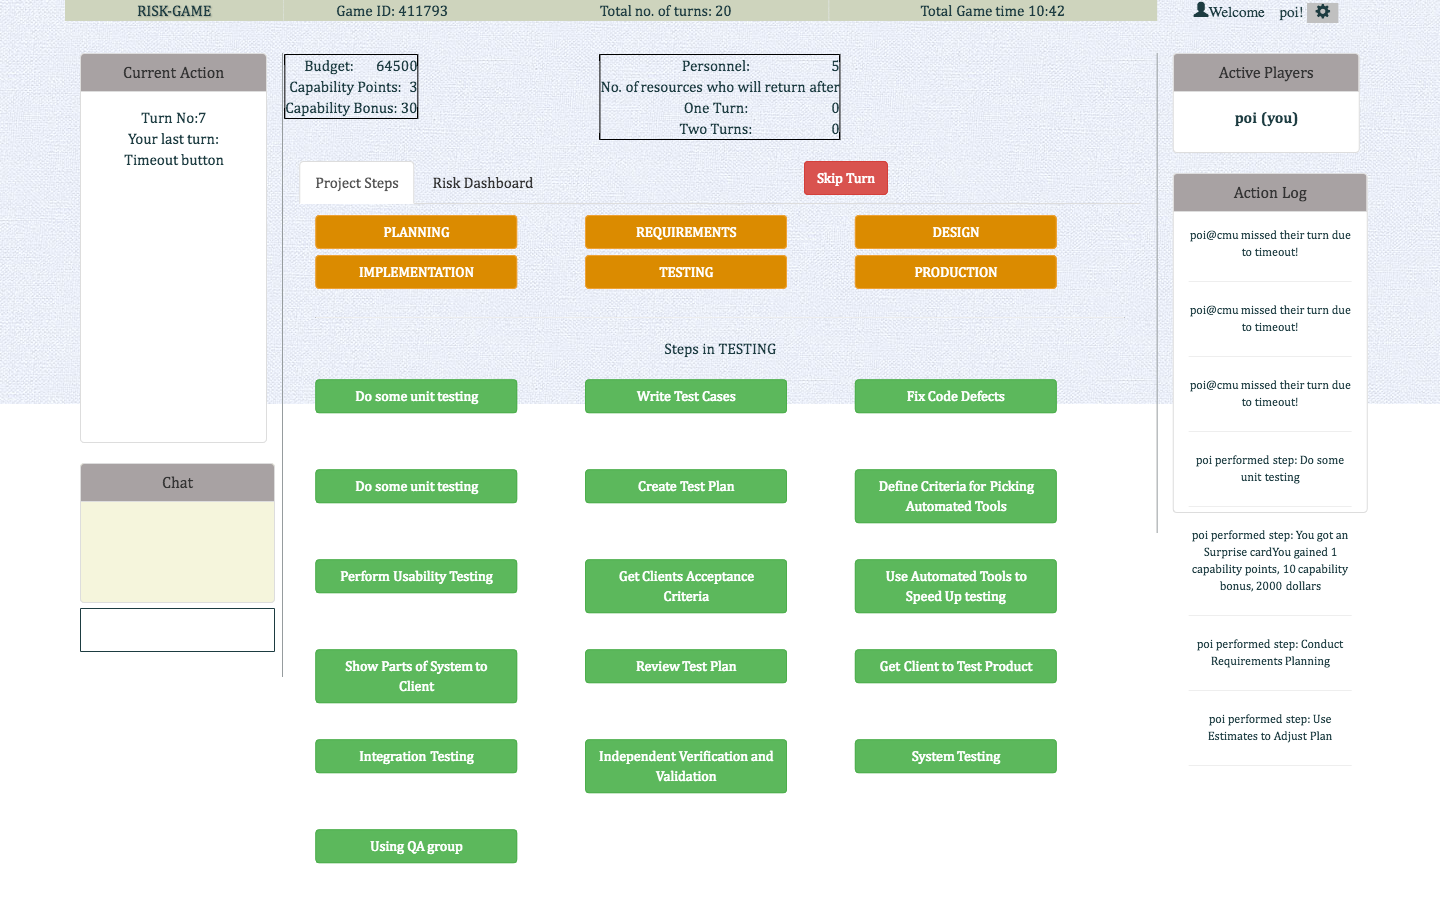 RISK-GAME
Game ID: 411793
Total no. of turns: 20
Total Game time 10:42
Welcome poi!
Current Action
Turn No:7
Your last turn:
Timeout button
Chat
Budget: 64500
Capability Points: 3
Capability Bonus: 30
Personnel: 5
No. of resources who will return after
One Turn: 0
Two Turns: 0
Project Steps
Risk Dashboard
Skip Turn
PLANNING
REQUIREMENTS
DESIGN
IMPLEMENTATION
TESTING
PRODUCTION
Steps in TESTING
Do some unit testing
Write Test Cases
Fix Code Defects
Do some unit testing
Create Test Plan
Define Criteria for Picking
Automated Tools
Perform Usability Testing
Get Clients Acceptance
Criteria
Use Automated Tools to
Speed Up testing
Show Parts of System to
Client
Review Test Plan
Get Client to Test Product
Integration Testing
Independent Verification and
Validation
System Testing
Using QA group
Active Players
poi (you)
Action Log
poi@cmu missed their turn due
to timeout!
poi@cmu missed their turn due
to timeout!
poi@cmu missed their turn due
to timeout!
poi performed step: Do some
unit testing
poi performed step: You got an
Surprise cardYou gained 1
capability points, 10 capability
bonus, 2000 dollars
poi performed step: Conduct
Requirements Planning
poi performed step: Use
Estimates to Adjust Plan